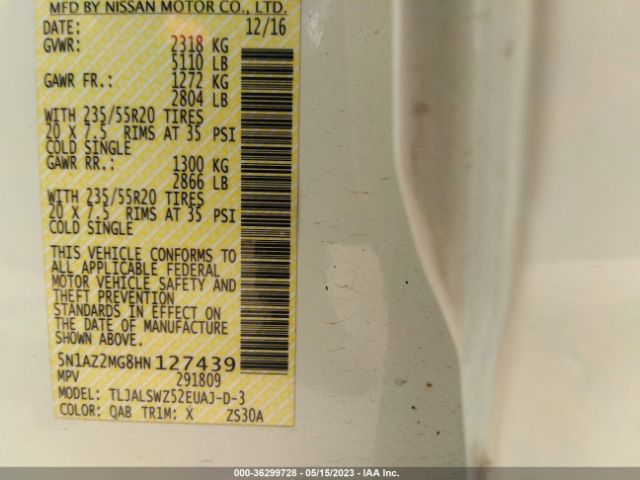 MFD BY NISSAN MOTOR CO., LTD.
DATE: 12/16
GVWR: 2318 KG
5110 LB
GAWR FR.: 1272 KG
2804 LB
WITH 235/55R20 TIRES
20 X 7.5 RIMS AT 35 PSI
COLD SINGLE
GAWR RR.: 1300 KG
2866 LB
WITH 235/55R20 TIRES
20 X 7.5 RIMS AT 35 PSI
COLD SINGLE
THIS VEHICLE CONFORMS TO
ALL APPLICABLE FEDERAL
MOTOR VEHICLE SAFETY AND
THEFT PREVENTION
STANDARDS IN EFFECT ON
THE DATE OF MANUFACTURE
SHOWN ABOVE.
5N1AZ2MG8HN127439
MPV 291809
MODEL: TLJALSWZ52EUAJ-D-3
COLOR: QAB TRIM: X ZS30A
000-36299728 - 05/15/2023 - IAA Inc.